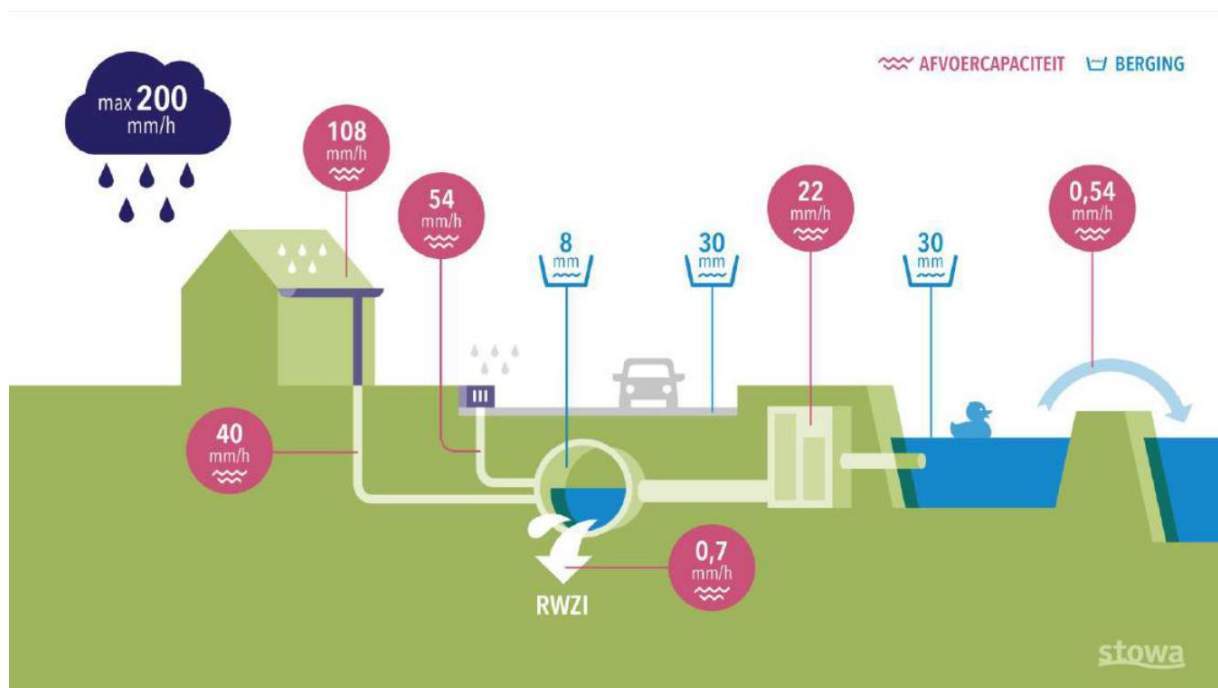 max 200
mm/h
AFVOERCAPACITEIT
BERGING
108
mm/h
54
mm/h
8
mm
30
mm
22
mm/h
30
mm
0,54
mm/h
40
mm/h
0,7
mm/h
RWZI
stowa